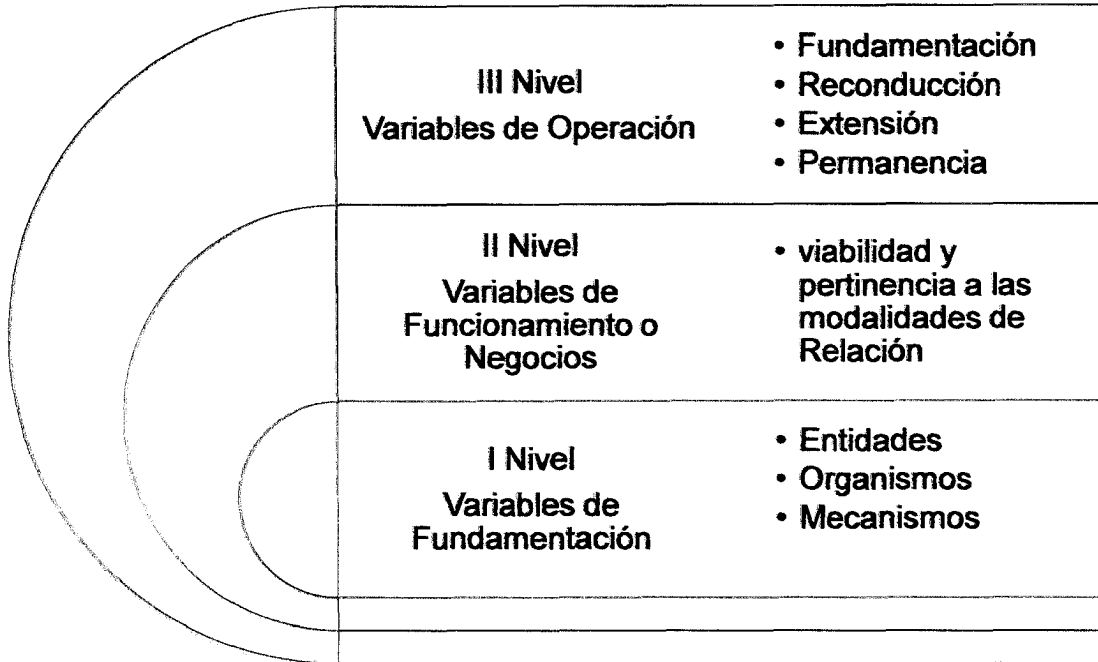 III Nivel
Variables de Operación
• Fundamentación
• Reconducción
• Extensión
• Permanencia
II Nivel
Variables de
Funcionamiento o
Negocios
• viabilidad y
pertinencia a las
modalidades de
Relación
I Nivel
Variables de
Fundamentación
• Entidades
• Organismos
• Mecanismos